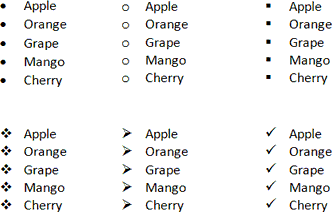 • Apple
• Orange
• Grape
• Mango
• Cherry
o Apple
o Orange
o Grape
o Mango
o Cherry
▪ Apple
▪ Orange
▪ Grape
▪ Mango
▪ Cherry
❖ Apple
❖ Orange
❖ Grape
❖ Mango
❖ Cherry
➢ Apple
➢ Orange
➢ Grape
➢ Mango
➢ Cherry
✓ Apple
✓ Orange
✓ Grape
✓ Mango
✓ Cherry